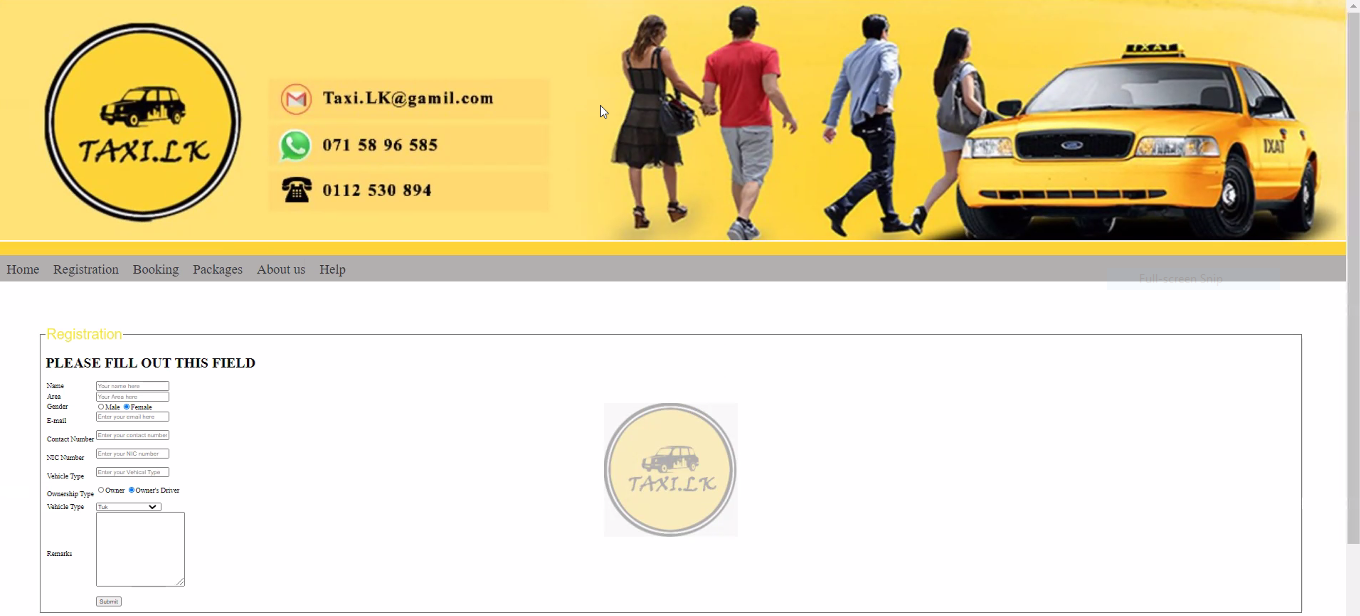 TAXI.LK
Taxi.LK@gamil.com
071 58 96 585
0112 530 894
TAXI
TAXI
Home Registration Booking Packages About us Help
Full-screen Snip
Registration
PLEASE FILL OUT THIS FIELD
Name Your name here
Area Your Area here
Gender Male Female
E-mail Enter your email here
Contact Number Enter your contact number
NIC Number Enter your NIC number
Vehicle Type Enter your Vehical Type
Ownership Type Owner Owner's Driver
Vehicle Type Tuk
Remarks
Submit
TAXI.LK